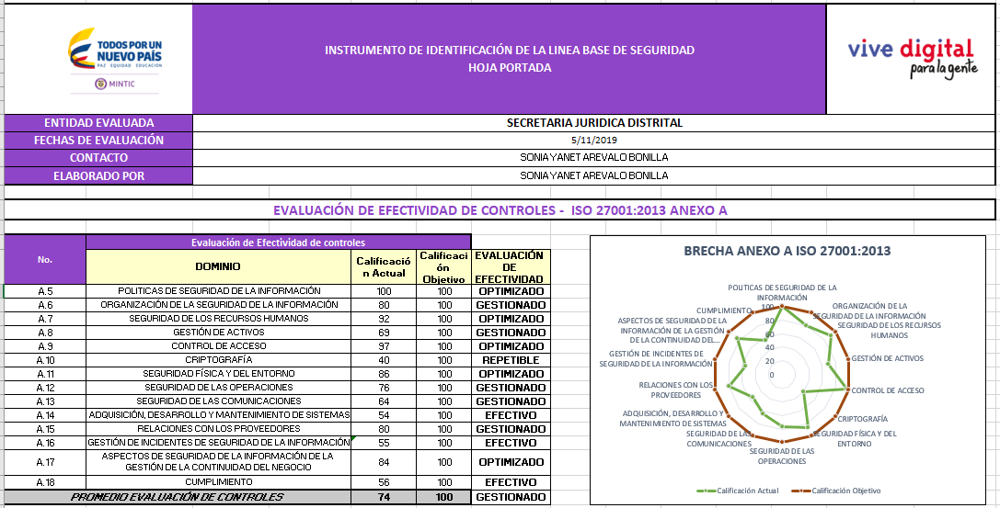 TODOS POR UN
NUEVO PAÍS
PAZ EQUIDAD EDUCACIÓN
MINTIC
INSTRUMENTO DE IDENTIFICACIÓN DE LA LINEA BASE DE SEGURIDAD
HOJA PORTADA
vive digital
para la gente
ENTIDAD EVALUADA SECRETARIA JURIDICA DISTRITAL
FECHAS DE EVALUACIÓN 5/11/2019
CONTACTO SONIA YANET AREVALO BONILLA
ELABORADO POR SONIA YANET AREVALO BONILLA
EVALUACIÓN DE EFECTIVIDAD DE CONTROLES - ISO 27001:2013 ANEXO A
No.
Evaluación de Efectividad de controles
DOMINIO
Calificació
n Actual
Calificaci
ón
Objetivo
EVALUACIÓN
DE
EFECTIVIDAD
A.5 POLITICAS DE SEGURIDAD DE LA INFORMACIÓN 100 100 OPTIMIZADO
A.6 ORGANIZACIÓN DE LA SEGURIDAD DE LA INFORMACIÓN 80 100 GESTIONADO
A.7 SEGURIDAD DE LOS RECURSOS HUMANOS 92 100 OPTIMIZADO
A.8 GESTIÓN DE ACTIVOS 69 100 GESTIONADO
A.9 CONTROL DE ACCESO 97 100 OPTIMIZADO
A.10 CRIPTOGRAFÍA 40 100 REPETIBLE
A.11 SEGURIDAD FÍSICA Y DEL ENTORNO 86 100 OPTIMIZADO
A.12 SEGURIDAD DE LAS OPERACIONES 76 100 GESTIONADO
A.13 SEGURIDAD DE LAS COMUNICACIONES 64 100 GESTIONADO
A.14 ADQUISICIÓN, DESARROLLO Y MANTENIMIENTO DE SISTEMAS 54 100 EFECTIVO
A.15 RELACIONES CON LOS PROVEEDORES 80 100 GESTIONADO
A.16 GESTIÓN DE INCIDENTES DE SEGURIDAD DE LA INFORMACIÓN 55 100 EFECTIVO
A.17 ASPECTOS DE SEGURIDAD DE LA INFORMACIÓN DE LA
GESTIÓN DE LA CONTINUIDAD DEL NEGOCIO 84 100 OPTIMIZADO
A.18 CUMPLIMIENTO 56 100 EFECTIVO
PROMEDIO EVALUACIÓN DE CONTROLES 74 100 GESTIONADO
BRECHA ANEXO A ISO 27001:2013
POLITICAS DE SEGURIDAD DE LA
INFORMACIÓN
ORGANIZACIÓN DE LA
SEGURIDAD DE LA INFORMACIÓN
SEGURIDAD DE LOS RECURSOS
HUMANOS
GESTIÓN DE ACTIVOS
CONTROL DE ACCESO
CRIPTOGRAFÍA
SEGURIDAD FÍSICA Y DEL
ENTORNO
SEGURIDAD DE LAS
OPERACIONES
SEGURIDAD DE LAS
COMUNICACIONES
ADQUISICIÓN, DESARROLLO Y
MANTENIMIENTO DE SISTEMAS
RELACIONES CON LOS
PROVEEDORES
GESTIÓN DE INCIDENTES DE
SEGURIDAD DE LA INFORMACIÓN
ASPECTOS DE SEGURIDAD DE LA
INFORMACIÓN DE LA GESTIÓN
DE LA CONTINUIDAD DEL...
CUMPLIMIENTO
100
80
60
40
20
0
Calificación Actual
Calificación Objetivo